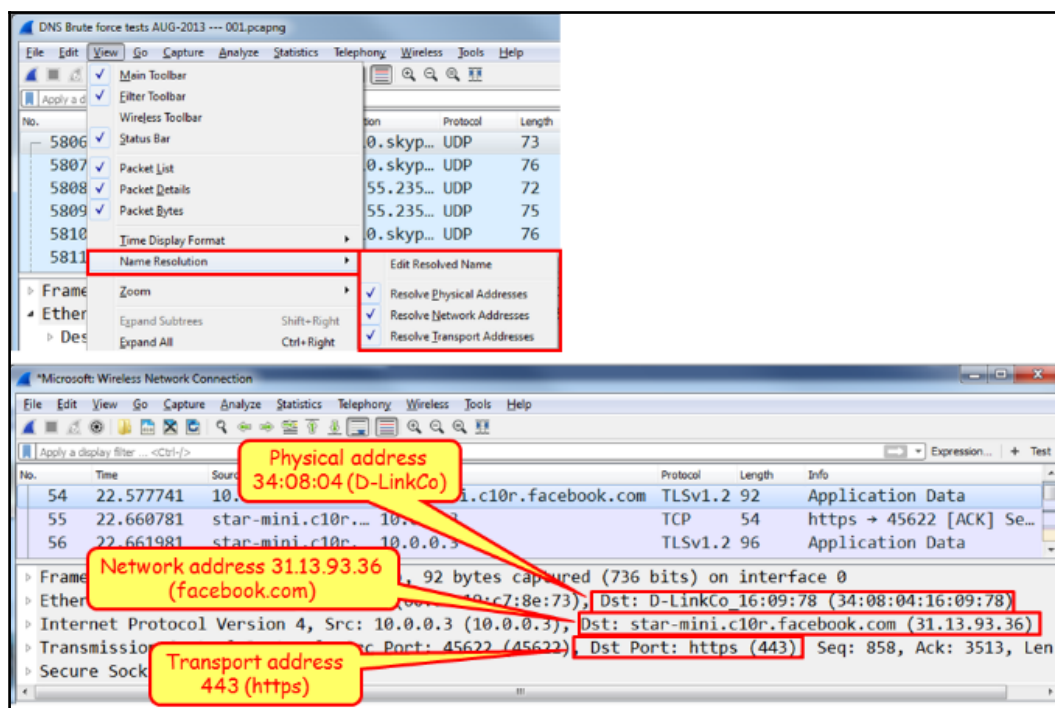 DNS Brute force tests AUG-2013 --- 001.pcapng
File Edit View Go Capture Analyze Statistics Telephony Wireless Tools Help
Main Toolbar
Apply a d Filter Toolbar
No. Wireless Toolbar tion Protocol Length
5806 Status Bar 0.skyp... UDP 73
5807 Packet List 0.skyp... UDP 76
5808 Packet Details 55.235... UDP 72
5809 Packet Bytes 55.235... UDP 75
5810 Time Display Format 0.skyp... UDP 76
5811 Name Resolution Edit Resolved Name
Frame Zoom Resolve Physical Addresses
Ether Expand Subtrees Shift+Right Resolve Network Addresses
Des Expand All Ctrl+Right Resolve Transport Addresses
*Microsoft: Wireless Network Connection
File Edit View Go Capture Analyze Statistics Telephony Wireless Tools Help
Apply a display filter ... <Ctrl-/> Expression... + Test
Physical address
34:08:04 (D-LinkCo)
No. Time Sourc Protocol Length Info
54 22.577741 10. i.c10r.facebook.com TLSv1.2 92 Application Data
55 22.660781 star-mini.c10r.… 10.0.0.3 TCP 54 https → 45622 [ACK] Se…
56 22.661981 star-mini.c10r. 10.0.0.3 TLSv1.2 96 Application Data
Network address 31.13.93.36
(facebook.com)
Frame , 92 bytes captured (736 bits) on interface 0
Ether :c7:8e:73), Dst: D-LinkCo_16:09:78 (34:08:04:16:09:78)
Internet Protocol Version 4, Src: 10.0.0.3 (10.0.0.3), Dst: star-mini.c10r.facebook.com (31.13.93.36)
Transmission rc Port: 45622 (45622), Dst Port: https (443) Seq: 858, Ack: 3513, Len
Secure Sock
Transport address
443 (https)